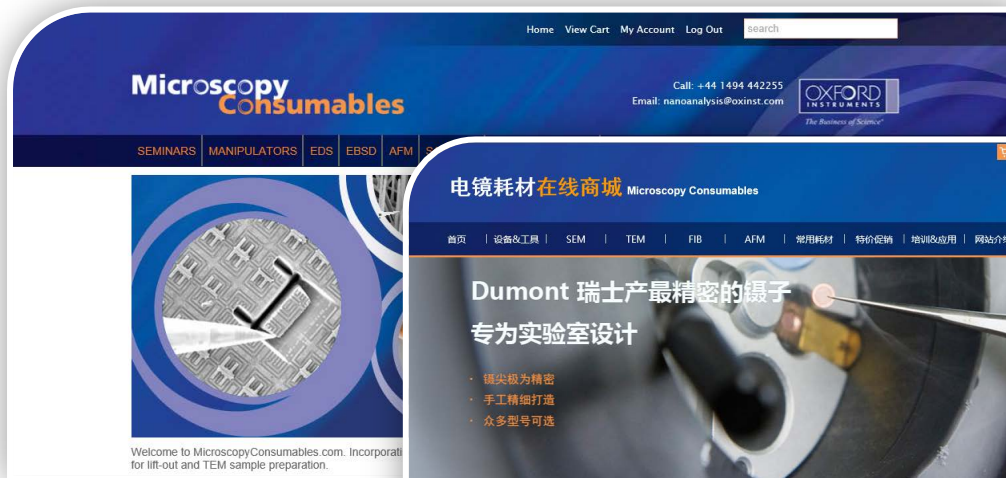 Home View Cart My Account Log Out search
Microscopy
Consumables
Call: +44 1494 442255
Email: nanoanalysis@oxinst.com
OXFORD
INSTRUMENTS
The Business of Science®
SEMINARS MANIPULATORS EDS EBSD AFM
电镜耗材在线商城 Microscopy Consumables
首页 | 设备&工具 | SEM | TEM | FIB | AFM | 常用耗材 | 特价促销 | 培训&应用 | 网站介绍
Dumont 瑞士产最精密的镊子
专为实验室设计
· 镊尖极为精密
· 手工精细打造
· 众多型号可选
Welcome to MicroscopyConsumables.com.
for lift-out and TEM sample preparation.